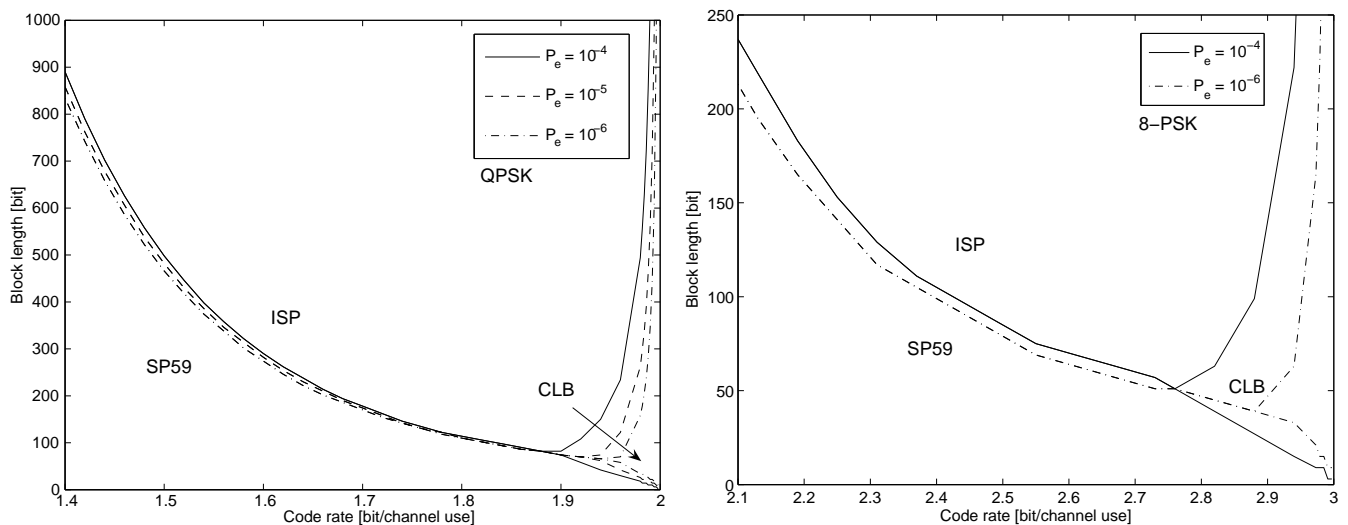 1000
900
800
700
600
500
400
300
200
100
0
Block length [bit]
P_e = 10^−4
P_e = 10^−5
P_e = 10^−6
QPSK
ISP
SP59
CLB
1.4 1.5 1.6 1.7 1.8 1.9 2
Code rate [bit/channel use]
250
200
150
100
50
0
Block length [bit]
P_e = 10^−4
P_e = 10^−6
8−PSK
ISP
SP59
CLB
2.1 2.2 2.3 2.4 2.5 2.6 2.7 2.8 2.9 3
Code rate [bit/channel use]